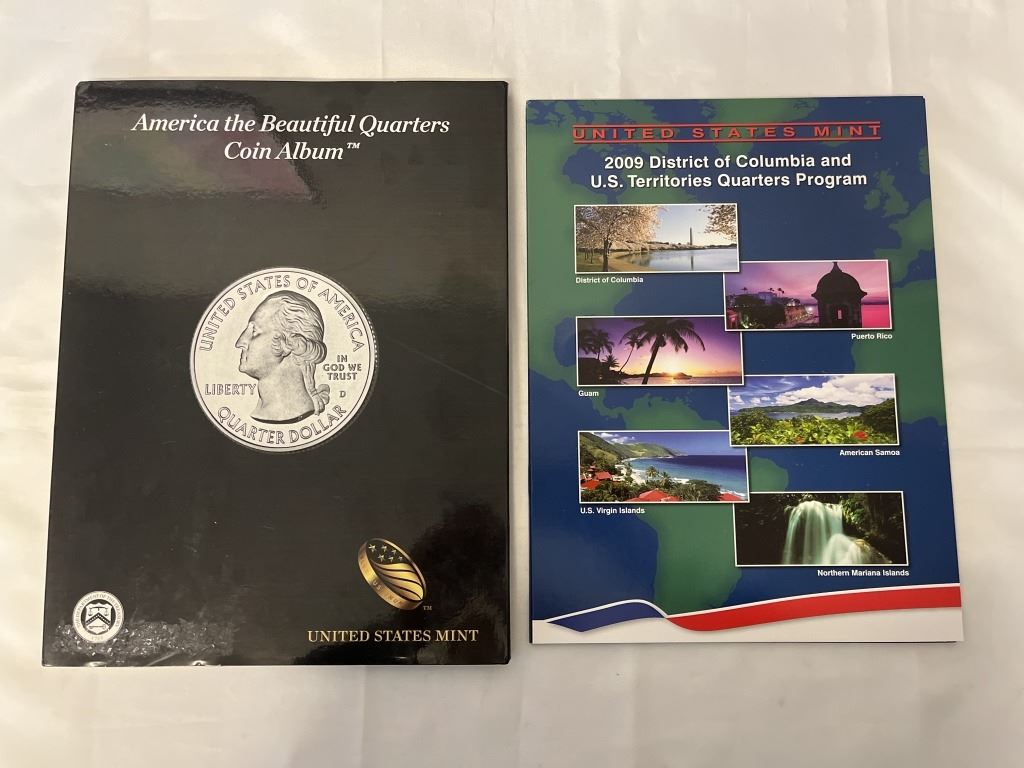 America the Beautiful Quarters
Coin Album™
UNITED STATES OF AMERICA
IN
GOD WE
TRUST
LIBERTY
D
QUARTER DOLLAR
™
UNITED STATES MINT
UNITED STATES MINT
2009 District of Columbia and
U.S. Territories Quarters Program
District of Columbia
Puerto Rico
Guam
American Samoa
U.S. Virgin Islands
Northern Mariana Islands